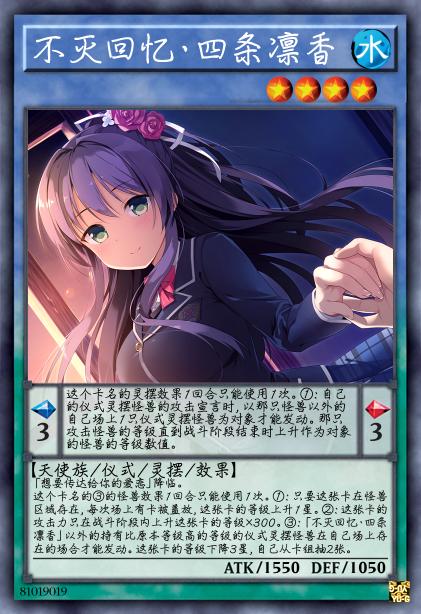 不灭回忆·四条凛香
水
这个卡名的灵摆效果1回合只能使用1次。①：自己
的仪式灵摆怪兽的攻击宣言时，以那只怪兽以外的
自己场上1只仪式灵摆怪兽为对象才能发动。那只
攻击怪兽的等级直到战斗阶段结束时上升作为对象
的怪兽的等级数值。
3
3
【天使族/仪式/灵摆/效果】
「想要传达给你的爱恋」降临。
这个卡名的③的怪兽效果1回合只能使用1次。①：只要这张卡在怪兽
区域存在，每次场上有卡被盖放，这张卡的等级上升1星。②：这张卡的
攻击力只在战斗阶段内上升这张卡的等级×300。③：「不灭回忆·四条
凛香」以外的持有比原本等级高的等级的仪式灵摆怪兽在自己场上存
在的场合才能发动。这张卡的等级下降3星，自己从卡组抽2张。
ATK/1550 DEF/1050
81019019